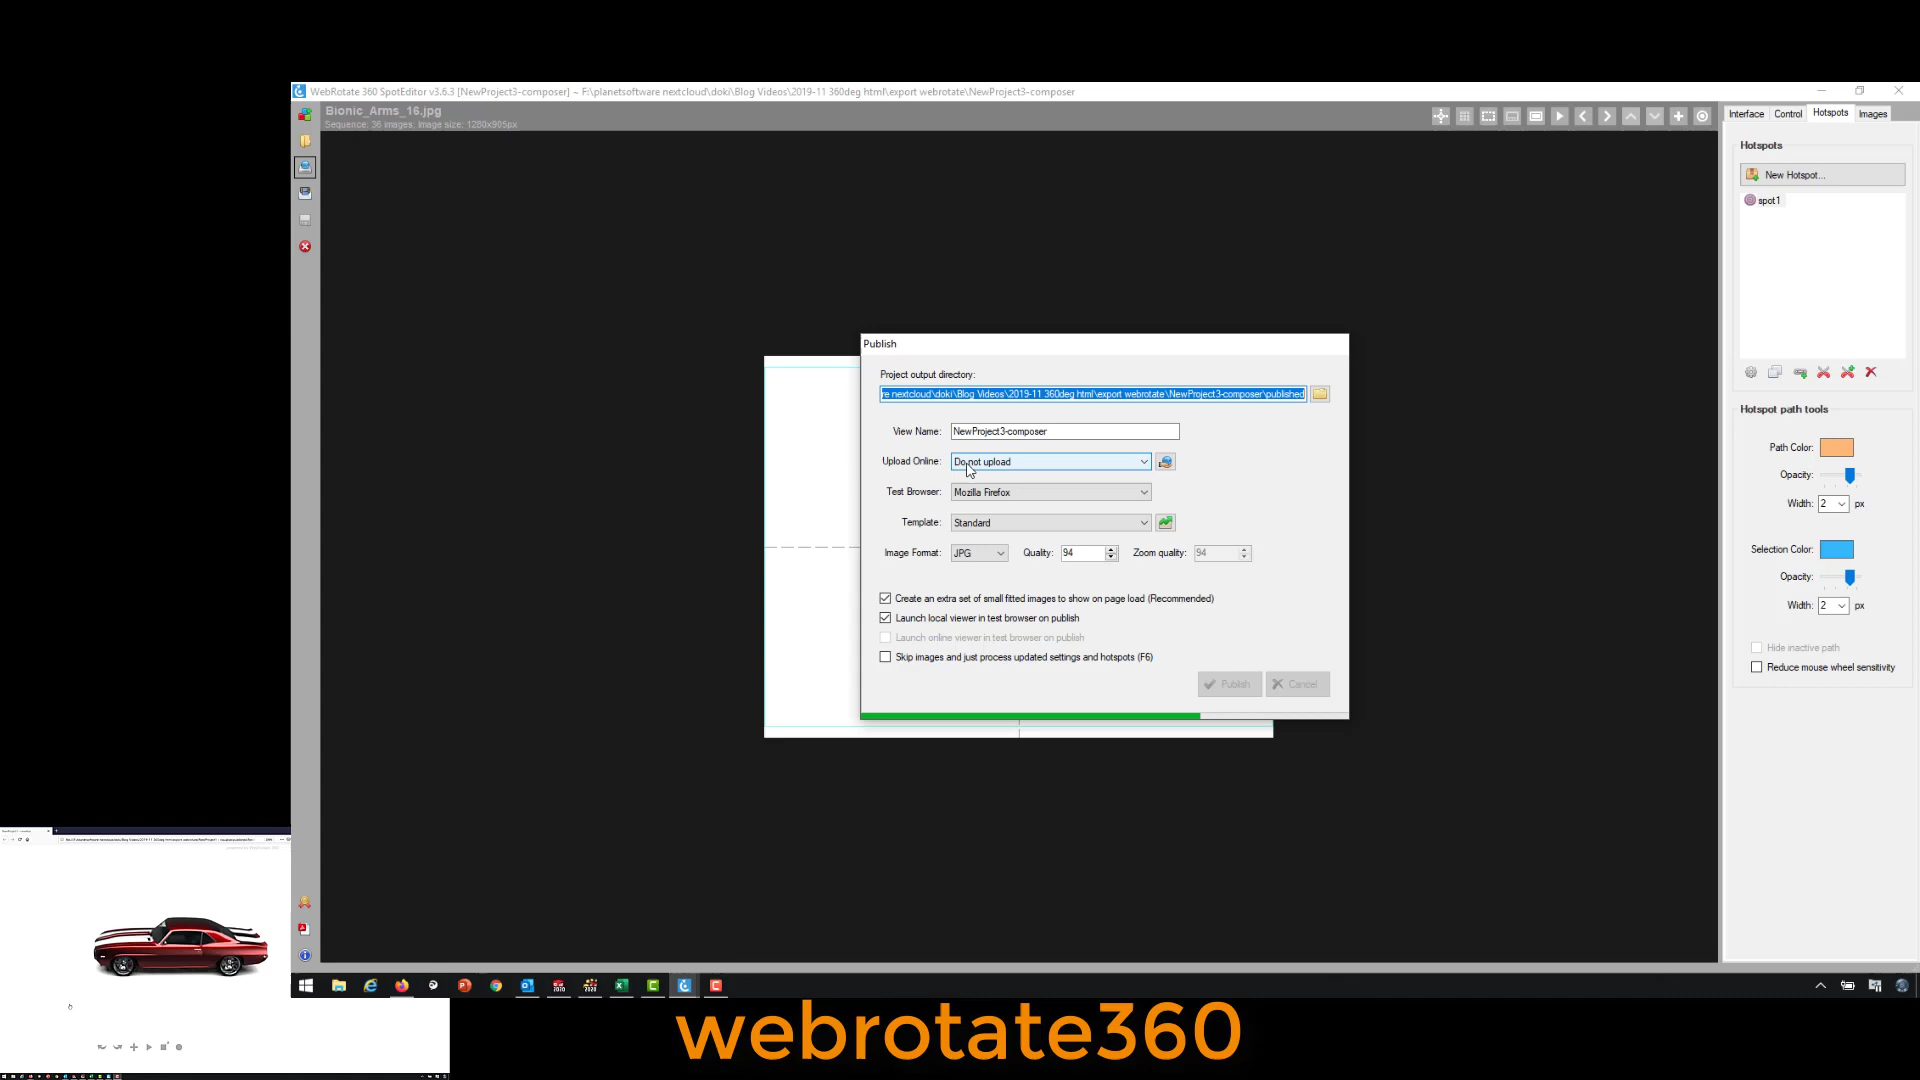 WebRotate 360 SpotEditor v3.6.3 [NewProject3-composer] ~ F:\planetsoftware nextcloud\doki\Blog Videos\2019-11 360deg html\export webrotate\NewProject3-composer
Bionic_Arms_16.jpg
Sequence: 36 images; Image size: 1280x905px
Interface Control Hotspots Images
Hotspots
New Hotspot...
spot1
Hotspot path tools
Path Color:
Opacity:
Width: 2 px
Selection Color:
Opacity:
Width: 2 px
Hide inactive path
Reduce mouse wheel sensitivity
Publish
Project output directory:
re nextcloud\doki\Blog Videos\2019-11 360deg html\export webrotate\NewProject3-composer\published
View Name: NewProject3-composer
Upload Online: Do not upload
Test Browser: Mozilla Firefox
Template: Standard
Image Format: JPG Quality: 94 Zoom quality: 94
Create an extra set of small fitted images to show on page load (Recommended)
Launch local viewer in test browser on publish
Launch online viewer in test browser on publish
Skip images and just process updated settings and hotspots (F6)
Publish Cancel
webrotate360